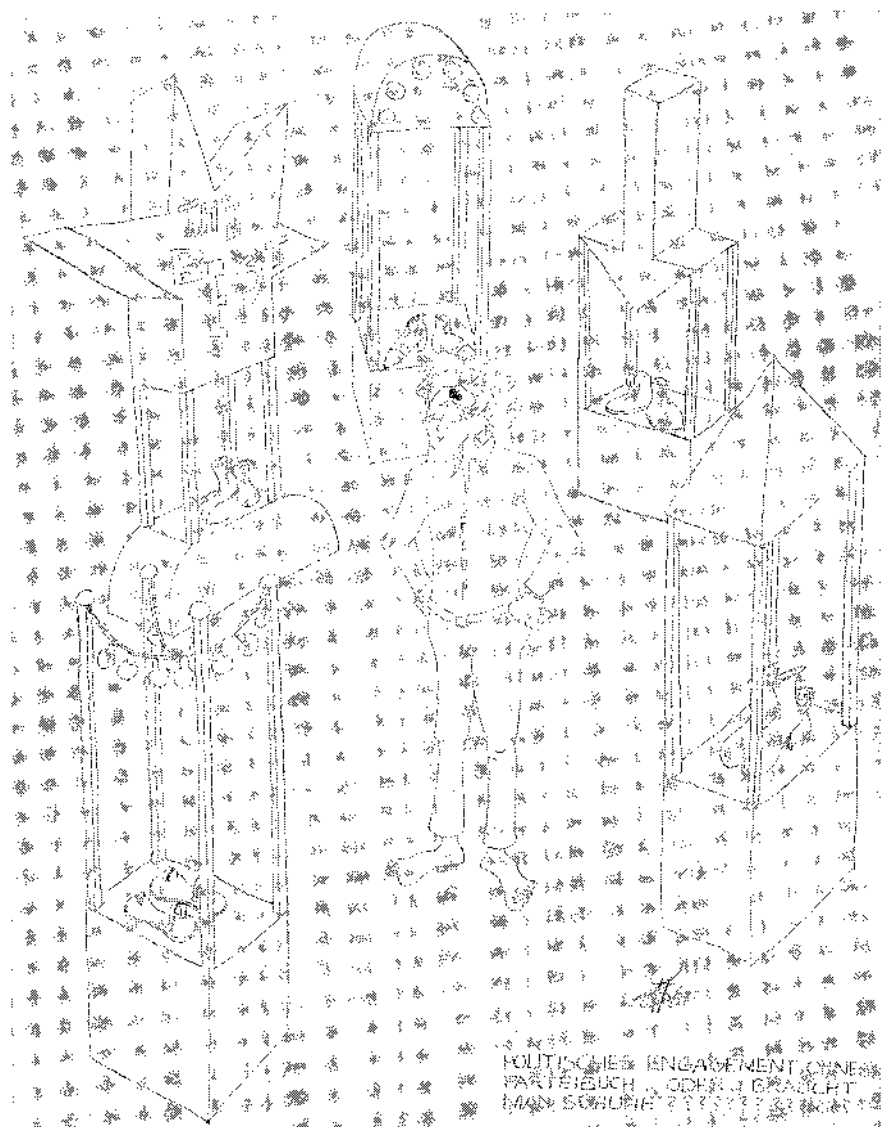 POLITISCHES ENGAGEMENT OHNE
PARTEIBUCH . ODER : BRAUCHT
MAN SCHUHE ???????